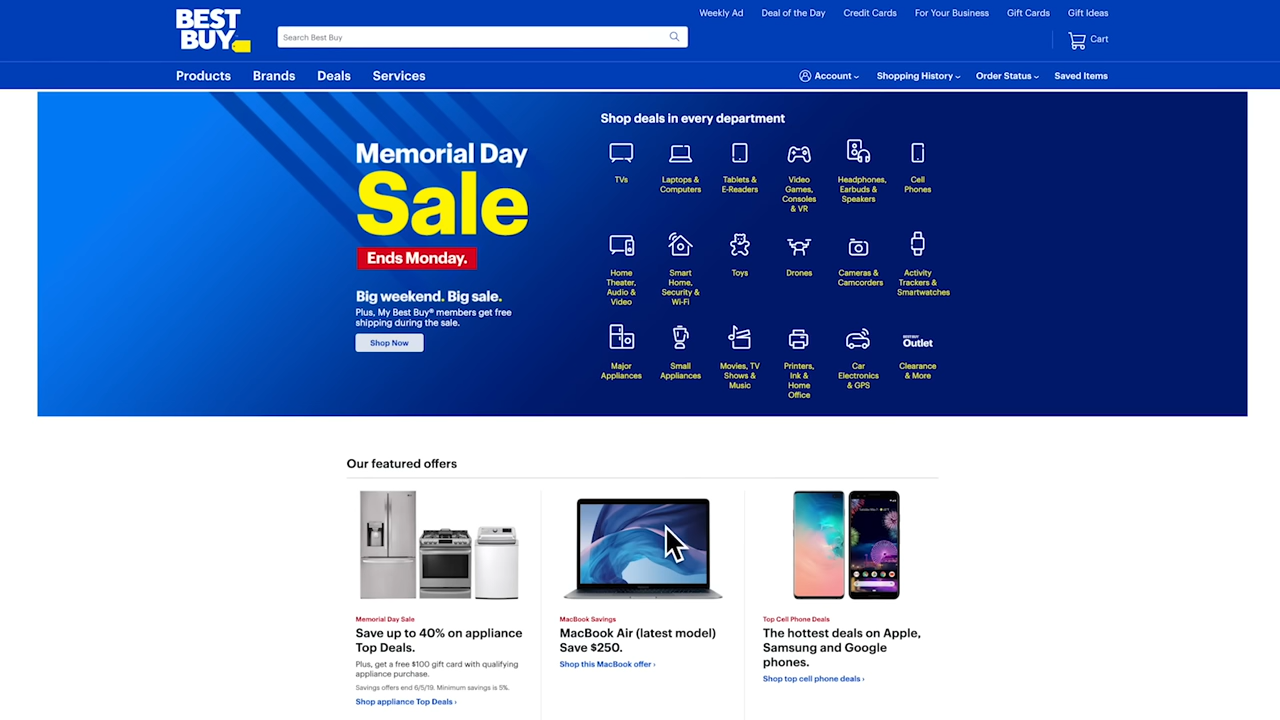 BEST
BUY
Search Best Buy
Weekly Ad
Deal of the Day
Credit Cards
For Your Business
Gift Cards
Gift Ideas
Cart
Products
Brands
Deals
Services
Account
Shopping History
Order Status
Saved Items
Memorial Day
Sale
Ends Monday.
Big weekend. Big sale.
Plus, My Best Buy® members get free
shipping during the sale.
Shop Now
Shop deals in every department
TVs
Laptops &
Computers
Tablets &
E-Readers
Video
Games,
Consoles
& VR
Headphones,
Earbuds &
Speakers
Cell
Phones
Home
Theater,
Audio &
Video
Smart
Home,
Security &
Wi-Fi
Toys
Drones
Cameras &
Camcorders
Activity
Trackers &
Smartwatches
Major
Appliances
Small
Appliances
Movies, TV
Shows &
Music
Printers,
Ink &
Home
Office
Car
Electronics
& GPS
BEST BUY
Outlet
Clearance
& More
Our featured offers
Memorial Day Sale
Save up to 40% on appliance
Top Deals.
Plus, get a free $100 gift card with qualifying
appliance purchase.
Savings offers end 6/5/19. Minimum savings is 5%.
Shop appliance Top Deals ›
MacBook Savings
MacBook Air (latest model)
Save $250.
Shop this MacBook offer ›
Top Cell Phone Deals
The hottest deals on Apple,
Samsung and Google
phones.
Shop top cell phone deals ›